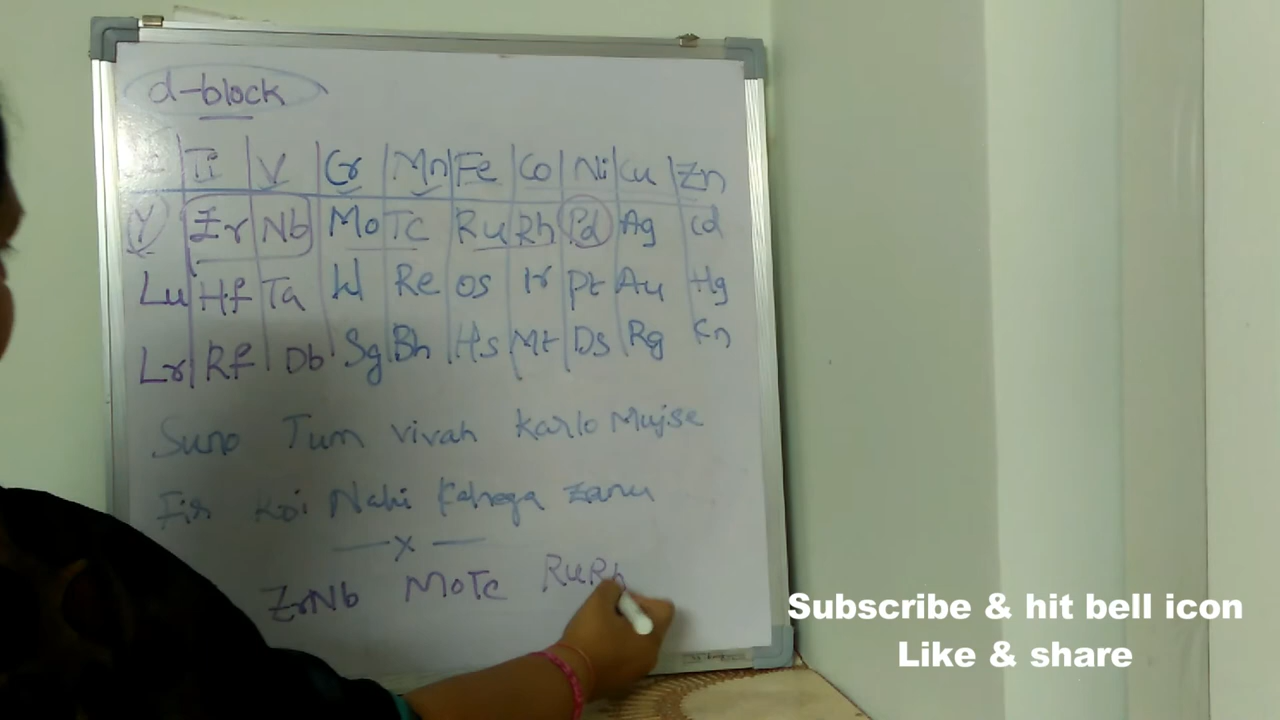 d-block
Ti V Cr Mn Fe Co Ni Cu Zn
Y Zr Nb Mo Tc Ru Rh Pd Ag Cd
Lu Hf Ta W Re Os Ir Pt Au Hg
Lr Rf Db Sg Bh Hs Mt Ds Rg Cn
Suno Tum vivah Karlo Mujse
Fir Koi Nahi Kahega Zanu
x
ZrNb MoTc RuRh
Subscribe & hit bell icon
Like & share